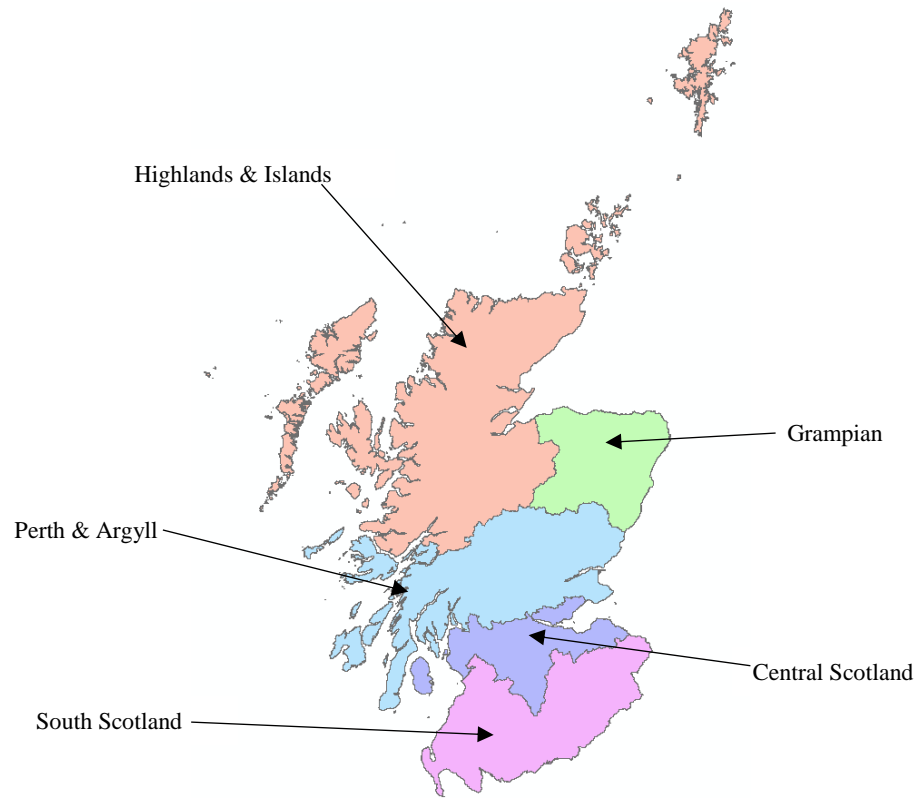 Highlands & Islands
Grampian
Perth & Argyll
Central Scotland
South Scotland